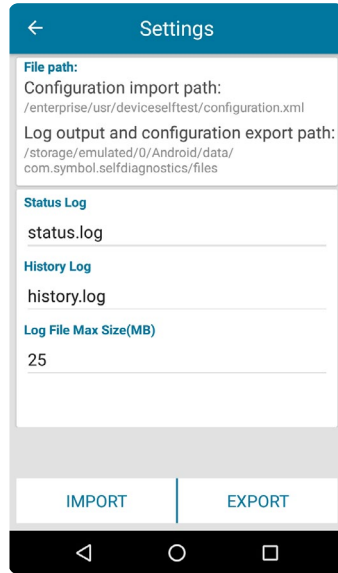 Settings
File path:
Configuration import path:
/enterprise/usr/deviceselftest/configuration.xml
Log output and configuration export path:
/storage/emulated/0/Android/data/
com.symbol.selfdiagnostics/files
Status Log
status.log
History Log
history.log
Log File Max Size(MB)
25
IMPORT
EXPORT